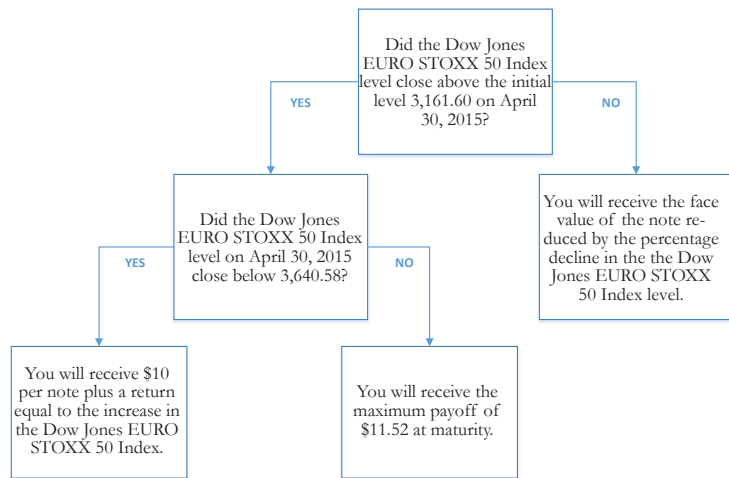 Did the Dow Jones
EURO STOXX 50 Index
level close above the initial
level 3,161.60 on April
30, 2015?
YES
NO
Did the Dow Jones
EURO STOXX 50 Index
level on April 30, 2015
close below 3,640.58?
You will receive the face
value of the note re-
duced by the percentage
decline in the the Dow
Jones EURO STOXX
50 Index level.
YES
NO
You will receive $10
per note plus a return
equal to the increase in
the Dow Jones EURO
STOXX 50 Index.
You will receive the
maximum payoff of
$11.52 at maturity.